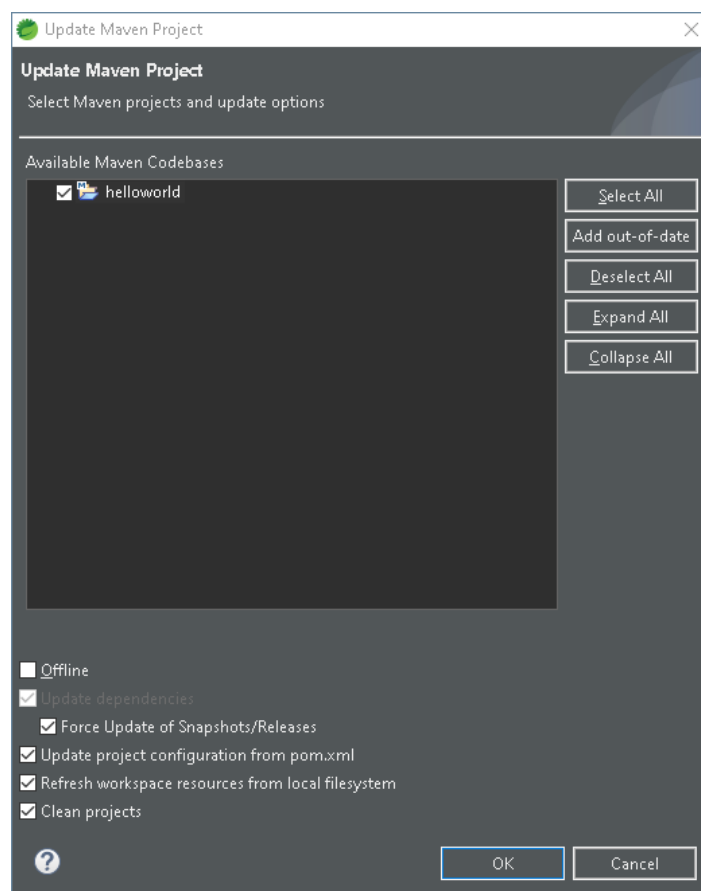 Update Maven Project
Update Maven Project
Select Maven projects and update options
Available Maven Codebases
helloworld
Select All
Add out-of-date
Deselect All
Expand All
Collapse All
Offline
Update dependencies
Force Update of Snapshots/Releases
Update project configuration from pom.xml
Refresh workspace resources from local filesystem
Clean projects
OK
Cancel